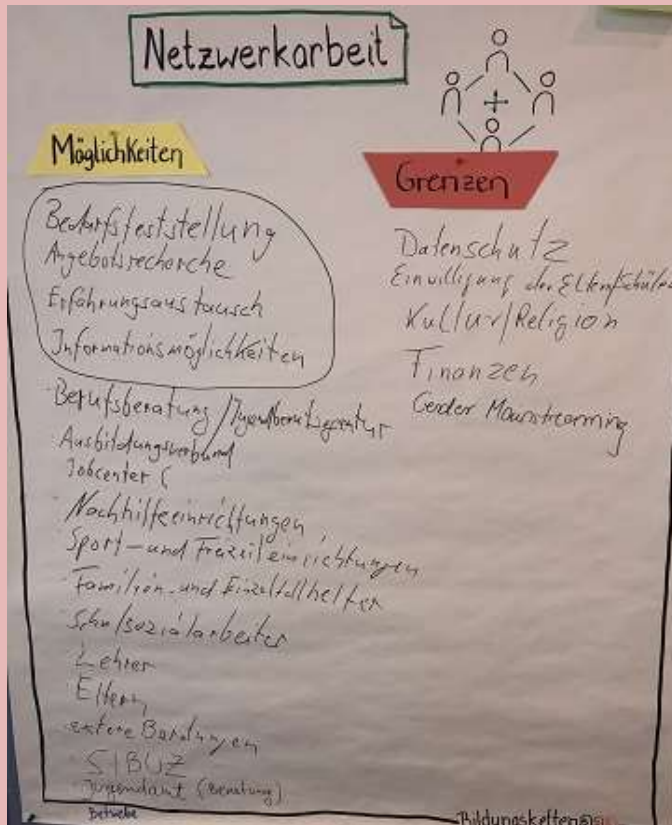 Netzwerkarbeit
Möglichkeiten
Bedarfsfeststellung
Angebotsrecherche
Erfahrungsaustausch
Informationsmöglichkeiten
Berufsberatung / Jugendberufsagentur
Ausbildungsverbund
Jobcenter (
Nachhilfeeinrichtungen
Sport- und Freizeiteinrichtungen
Familien- und Einzelfallhelfer
Schulsozialarbeiter
Lehrer
Eltern
externe Beratungen
SIBUZ
Jugendamt (Beratung)
Betriebe
Grenzen
Datenschutz
Einwilligung der Eltern/Schüler
Kultur/Religion
Finanzen
Gender Mainstreaming
Bildungsketten